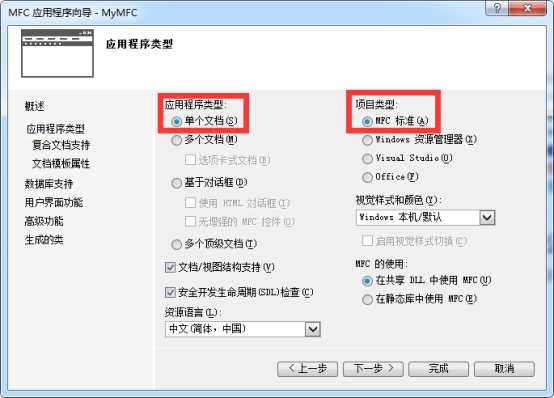 MFC 应用程序向导 - MyMFC
应用程序类型
概述
应用程序类型
复合文档支持
文档模板属性
数据库支持
用户界面功能
高级功能
生成的类
应用程序类型:
单个文档(S)
多个文档(M)
选项卡式文档(B)
基于对话框(D)
使用 HTML 对话框(I)
无增强的 MFC 控件(O)
多个顶级文档(T)
文档/视图结构支持(V)
安全开发生命周期(SDL)检查(C)
资源语言(L):
中文(简体，中国)
项目类型:
MFC 标准(A)
Windows 资源管理器(X)
Visual Studio(O)
Office(F)
视觉样式和颜色(Y):
Windows 本机/默认
启用视觉样式切换(C)
MFC 的使用:
在共享 DLL 中使用 MFC(U)
在静态库中使用 MFC(E)
< 上一步
下一步 >
完成
取消